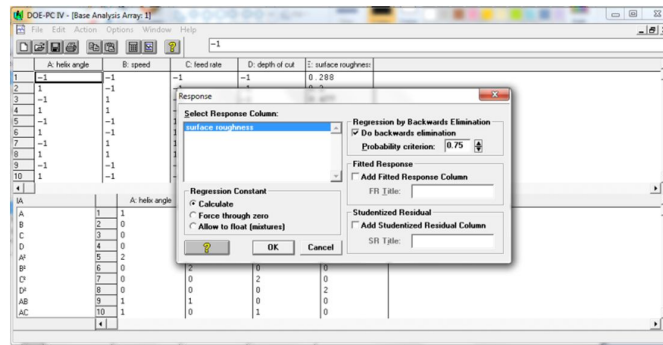 DOE-PC IV - [Base Analysis Array: 1]
File Edit Action Options Window Help
-1
A: helix angle B: speed C: feed rate D: depth of cut E: surface roughness
1 -1 -1 -1 -1 0.288
2 1 -1
3 -1 1
4 1 1
5 -1 -1
6 1 -1
7 -1 1
8 1 1
9 -1 -1
10 1 -1
Response
Select Response Column:
surface roughness
Regression by Backwards Elimination
Do backwards elimination
Probability criterion: 0.75
Fitted Response
Add Fitted Response Column
FR Title:
Regression Constant
Calculate
Force through zero
Allow to float (mixtures)
Studentized Residual
Add Studentized Residual Column
SR Title:
? OK Cancel
IA A: helix angle
A 1 1
B 2 0
C 3 0
D 4 0
A² 5 2
B² 6 0 2 0 0
C² 7 0 0 2 0
D² 8 0 0 0 2
AB 9 1 1 0 0
AC 10 1 0 1 0